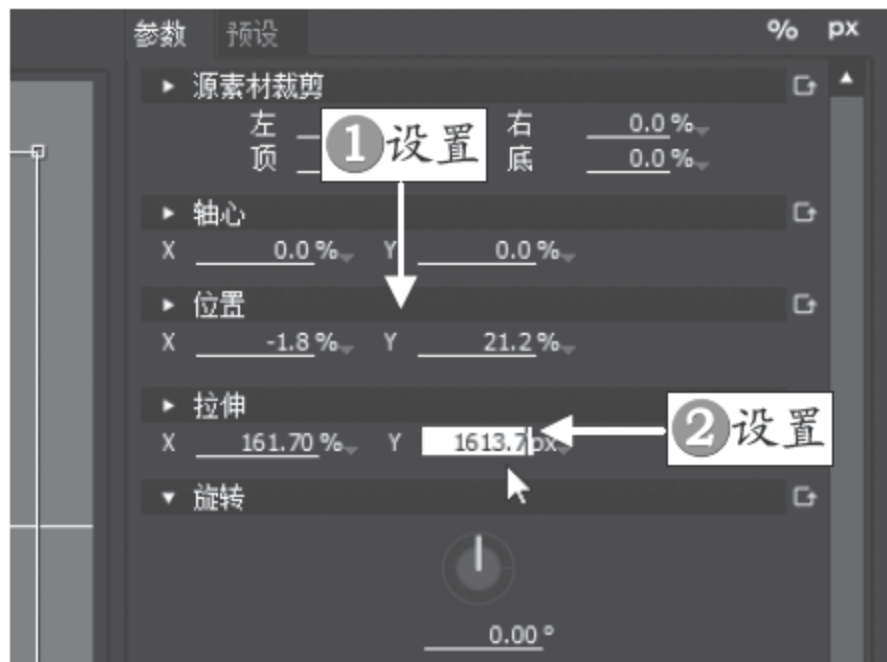 参数 预设 % px
源素材裁剪
左 右 0.0 %
顶 底 0.0 %
1 设置
轴心
X 0.0 % Y 0.0 %
位置
X -1.8 % Y 21.2 %
拉伸
X 161.70 % Y 1613.7 px
2 设置
旋转
0.00 °